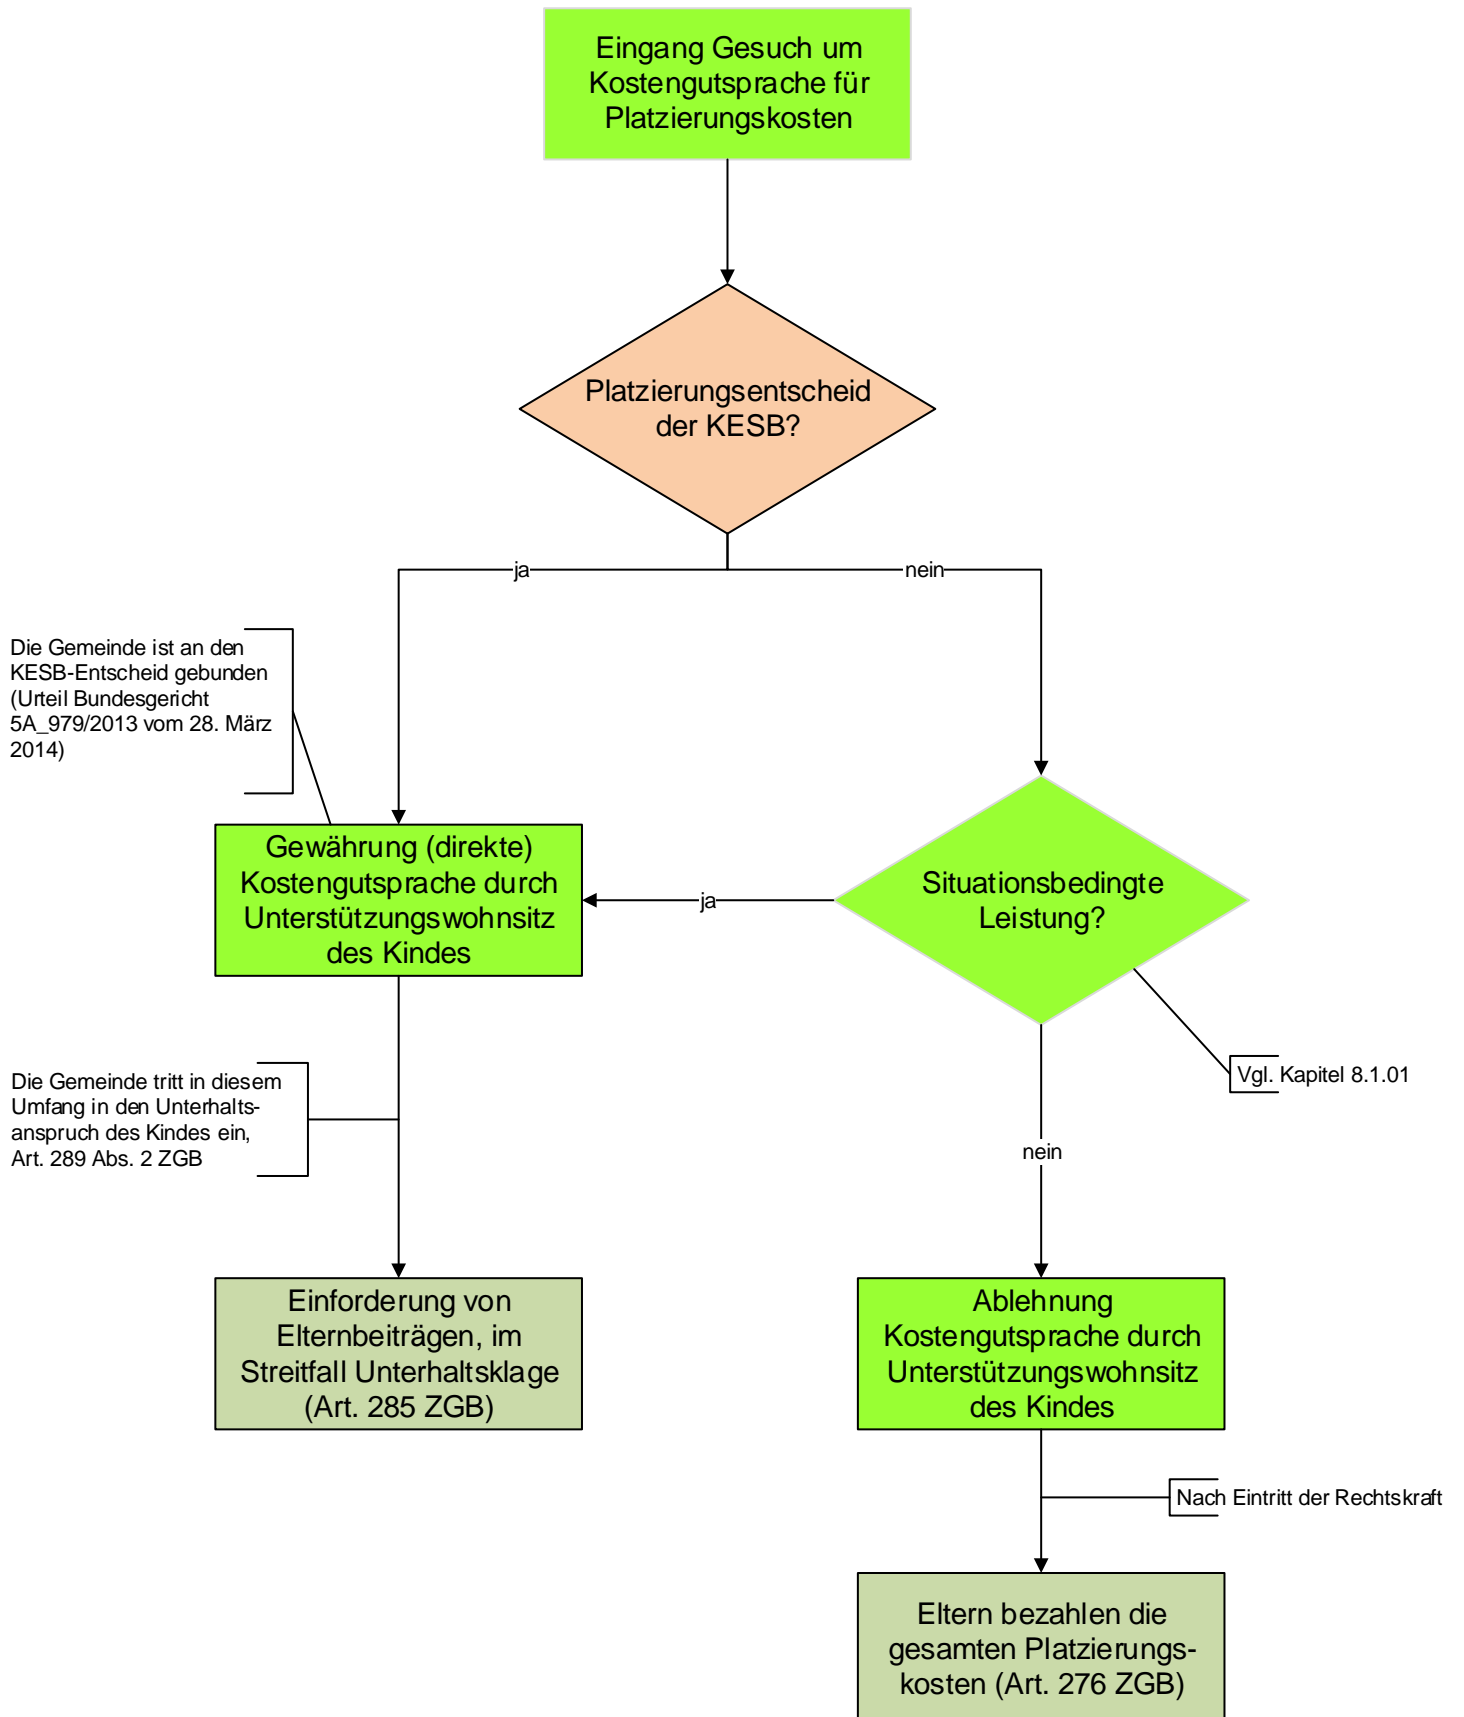 Eingang Gesuch um
Kostengutsprache für
Platzierungskosten
Platzierungsentscheid
der KESB?
ja
nein
Die Gemeinde ist an den
KESB-Entscheid gebunden
(Urteil Bundesgericht
5A_979/2013 vom 28. März
2014)
Gewährung (direkte)
Kostengutsprache durch
Unterstützungswohnsitz
des Kindes
ja
Situationsbedingte
Leistung?
Vgl. Kapitel 8.1.01
Die Gemeinde tritt in diesem
Umfang in den Unterhalts-
anspruch des Kindes ein,
Art. 289 Abs. 2 ZGB
nein
Einforderung von
Elternbeiträgen, im
Streitfall Unterhaltsklage
(Art. 285 ZGB)
Ablehnung
Kostengutsprache durch
Unterstützungswohnsitz
des Kindes
Nach Eintritt der Rechtskraft
Eltern bezahlen die
gesamten Platzierungs-
kosten (Art. 276 ZGB)